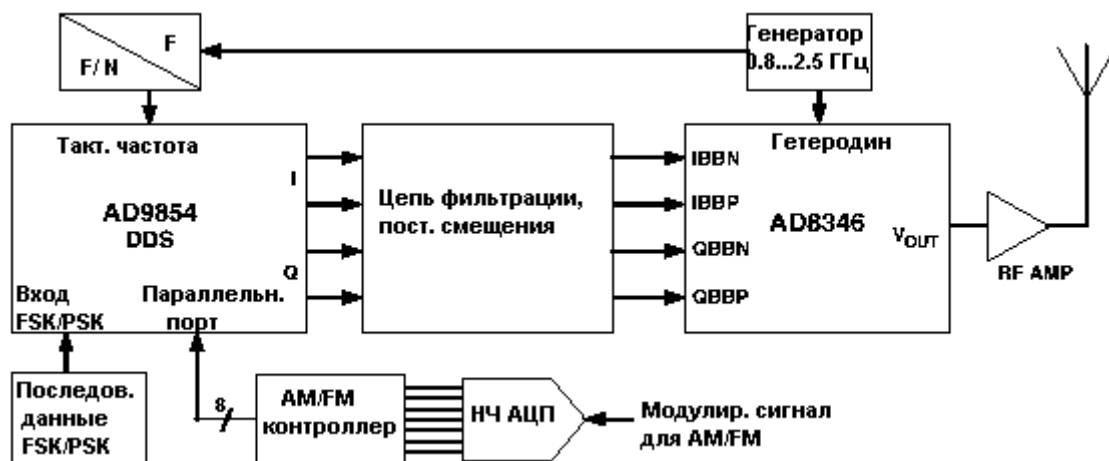 F
F/N
Генератор
0.8...2.5 ГГц
Такт. частота
I
AD9854
DDS
Q
Вход
FSK/PSK
Параллельн.
порт
Цепь фильтрации,
пост. смещения
Гетеродин
IBBN
IBBP
AD8346
QBBN
QBBP
VOUT
RF AMP
Последов.
данные
FSK/PSK
8
AM/FM
контроллер
НЧ АЦП
Модулир. сигнал
для AM/FM